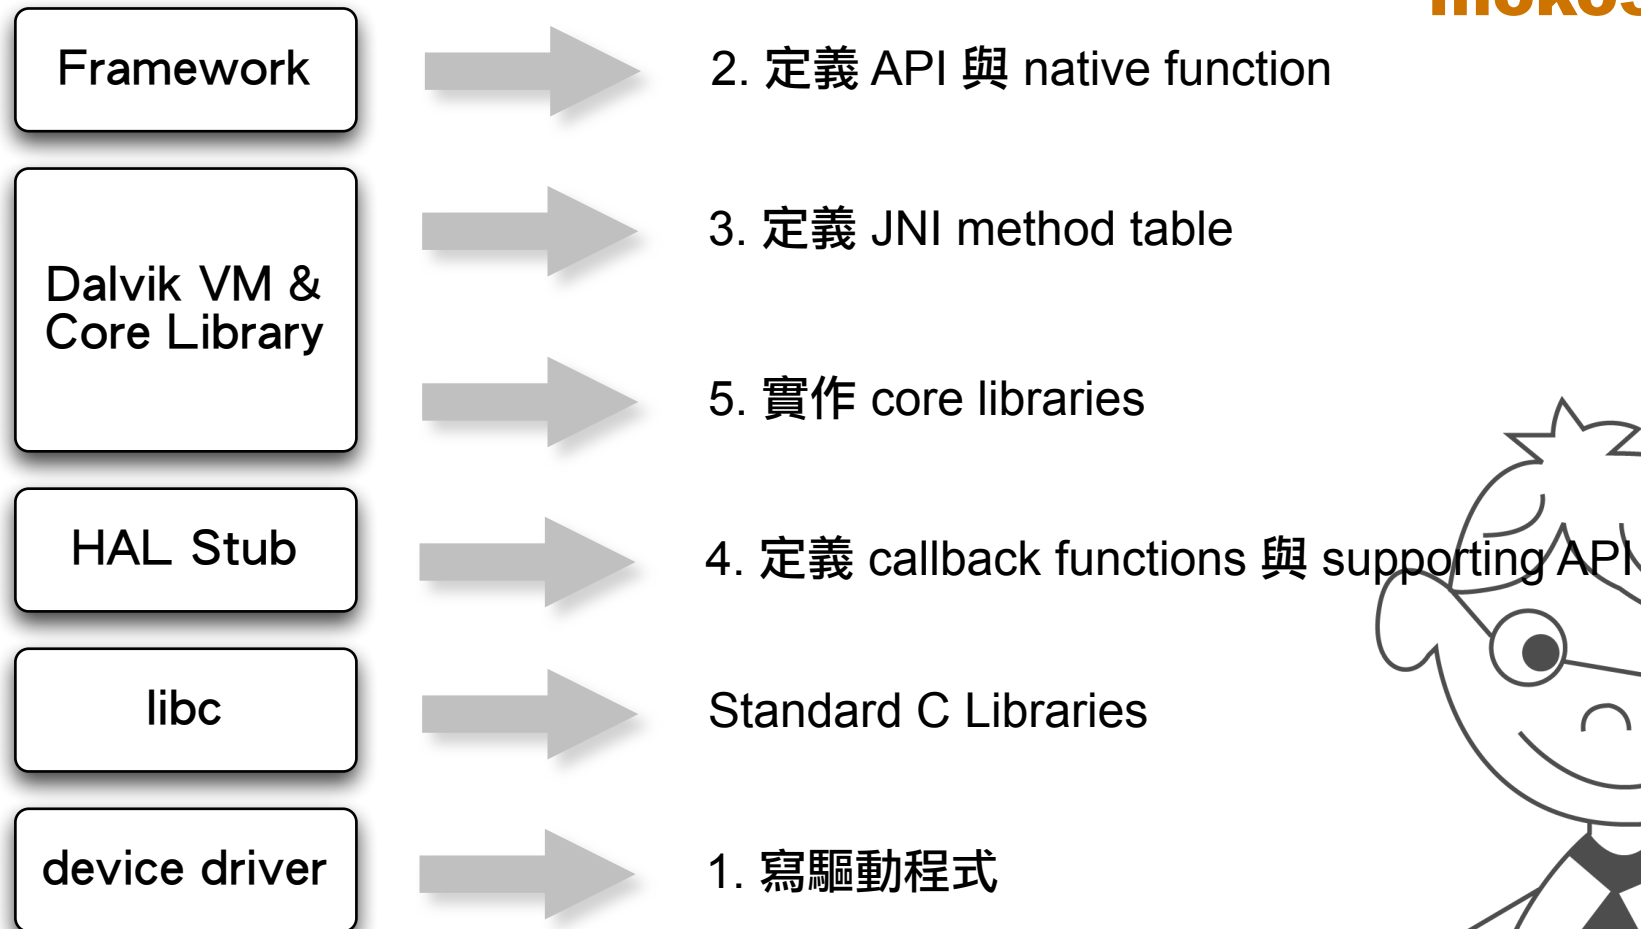 Framework
2. 定義 API 與 native function
Dalvik VM &
Core Library
3. 定義 JNI method table
5. 實作 core libraries
HAL Stub
4. 定義 callback functions 與 supporting API
libc
Standard C Libraries
device driver
1. 寫驅動程式